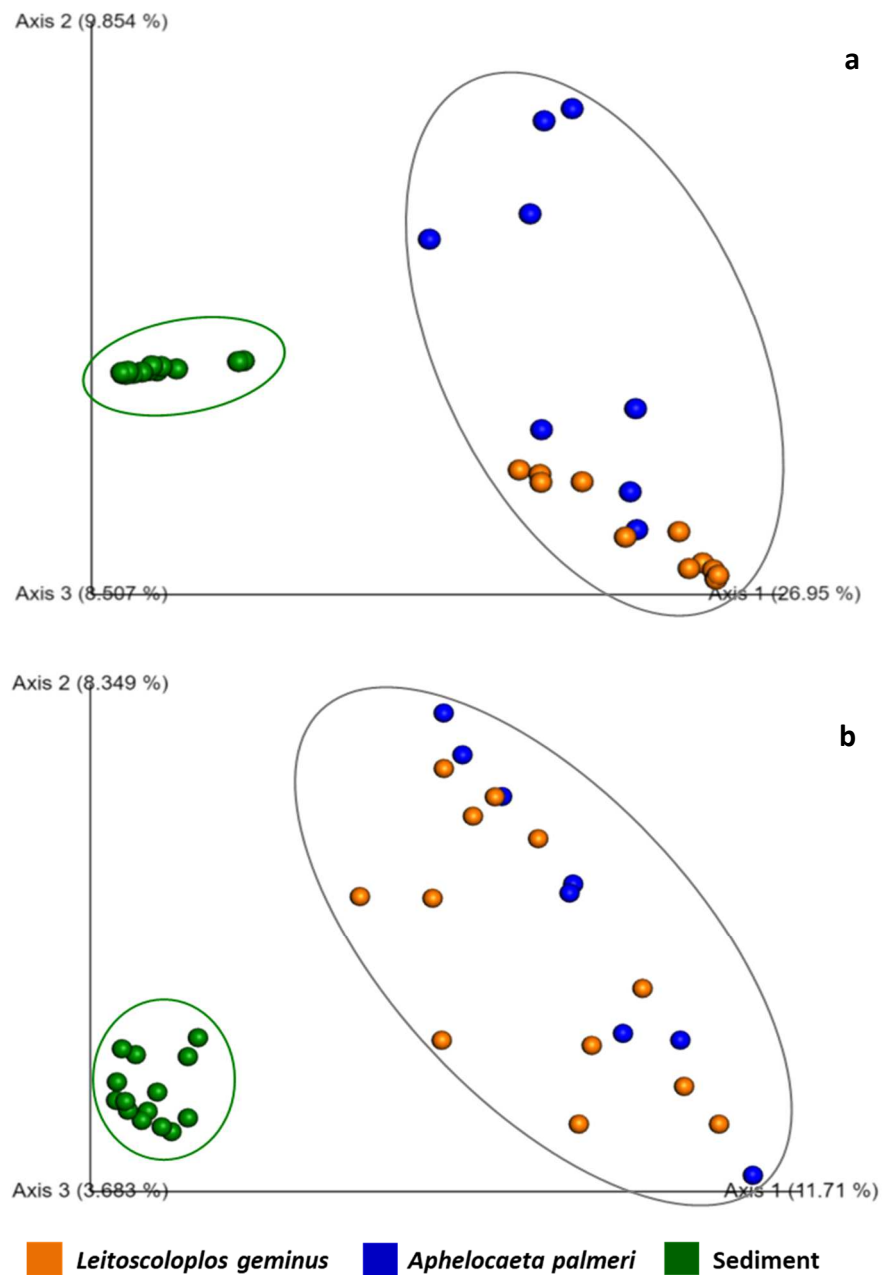 Axis 2 (9.854 %)
a
Axis 3 (8.507 %)
Axis 1 (26.95 %)
Axis 2 (8.349 %)
b
Axis 3 (3.683 %)
Axis 1 (11.71 %)
Leitoscoloplos geminus Aphelocaeta palmeri Sediment